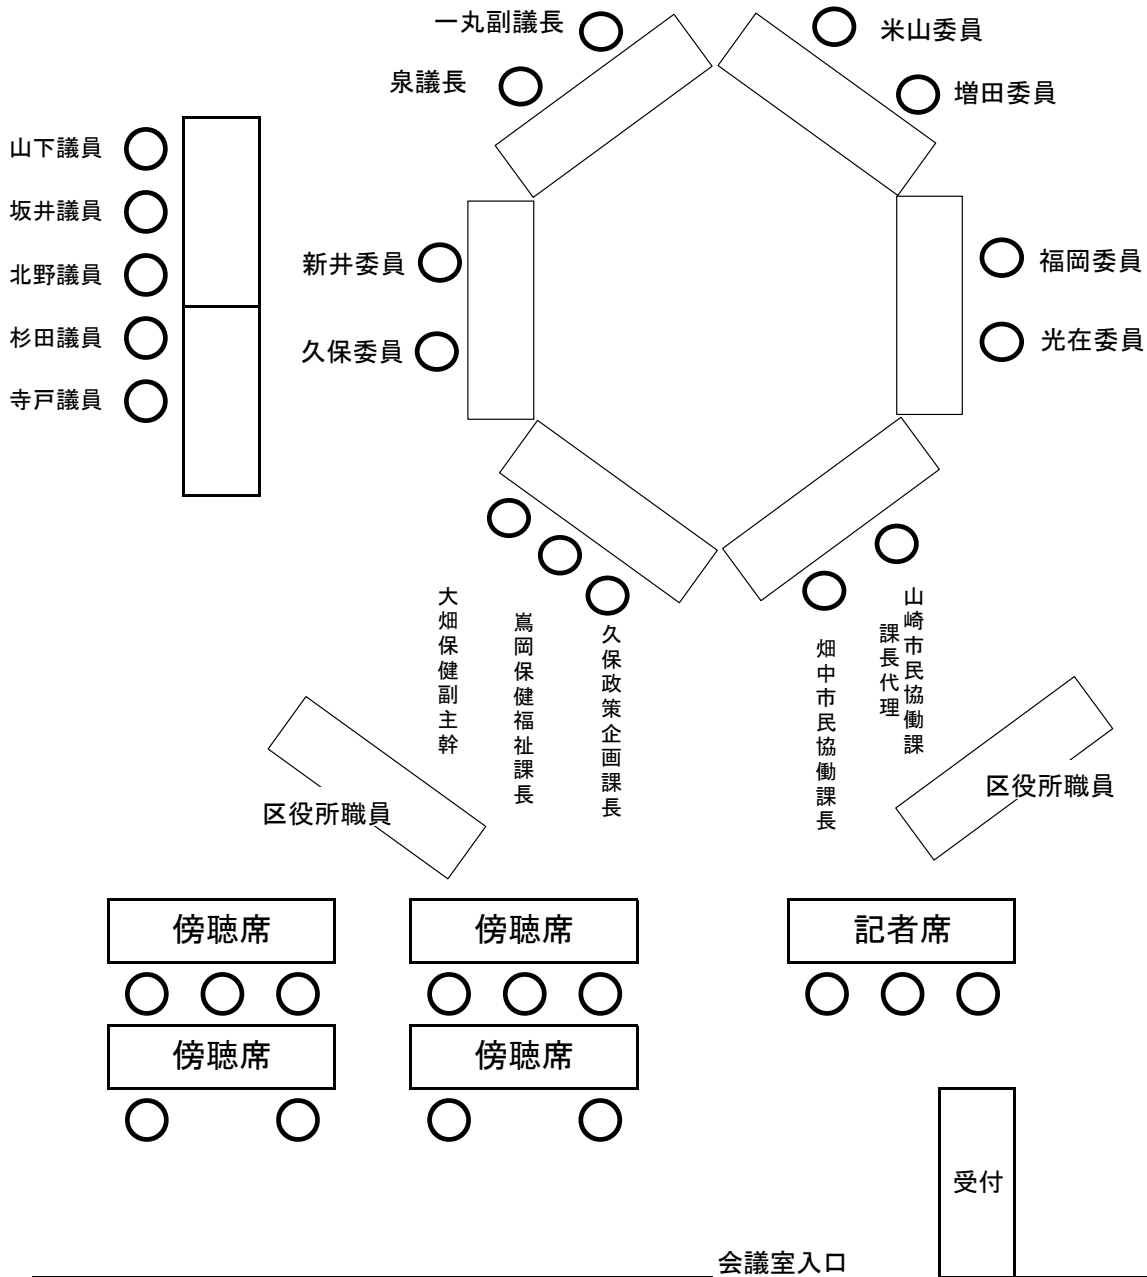 一丸副議長
米山委員
泉議長
増田委員
山下議員
坂井議員
北野議員
杉田議員
寺戸議員
新井委員
久保委員
福岡委員
光在委員
大畑保健副主幹
嶌岡保健福祉課長
久保政策企画課長
畑中市民協働課長
山崎市民協働課
課長代理
区役所職員
区役所職員
傍聴席
傍聴席
記者席
傍聴席
傍聴席
受付
会議室入口